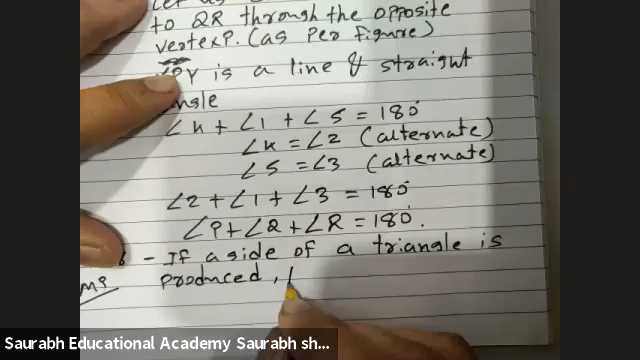 to QR through the opposite
vertex P. (as per figure)
Y is a line & straight
angle
∠4 + ∠1 + ∠5 = 180°
∠4 = ∠2 (alternate)
∠5 = ∠3 (alternate)
∠2 + ∠1 + ∠3 = 180°
∠P + ∠Q + ∠R = 180°.
6 - If a side of a triangle is
produced,
Saurabh Educational Academy Saurabh sh...